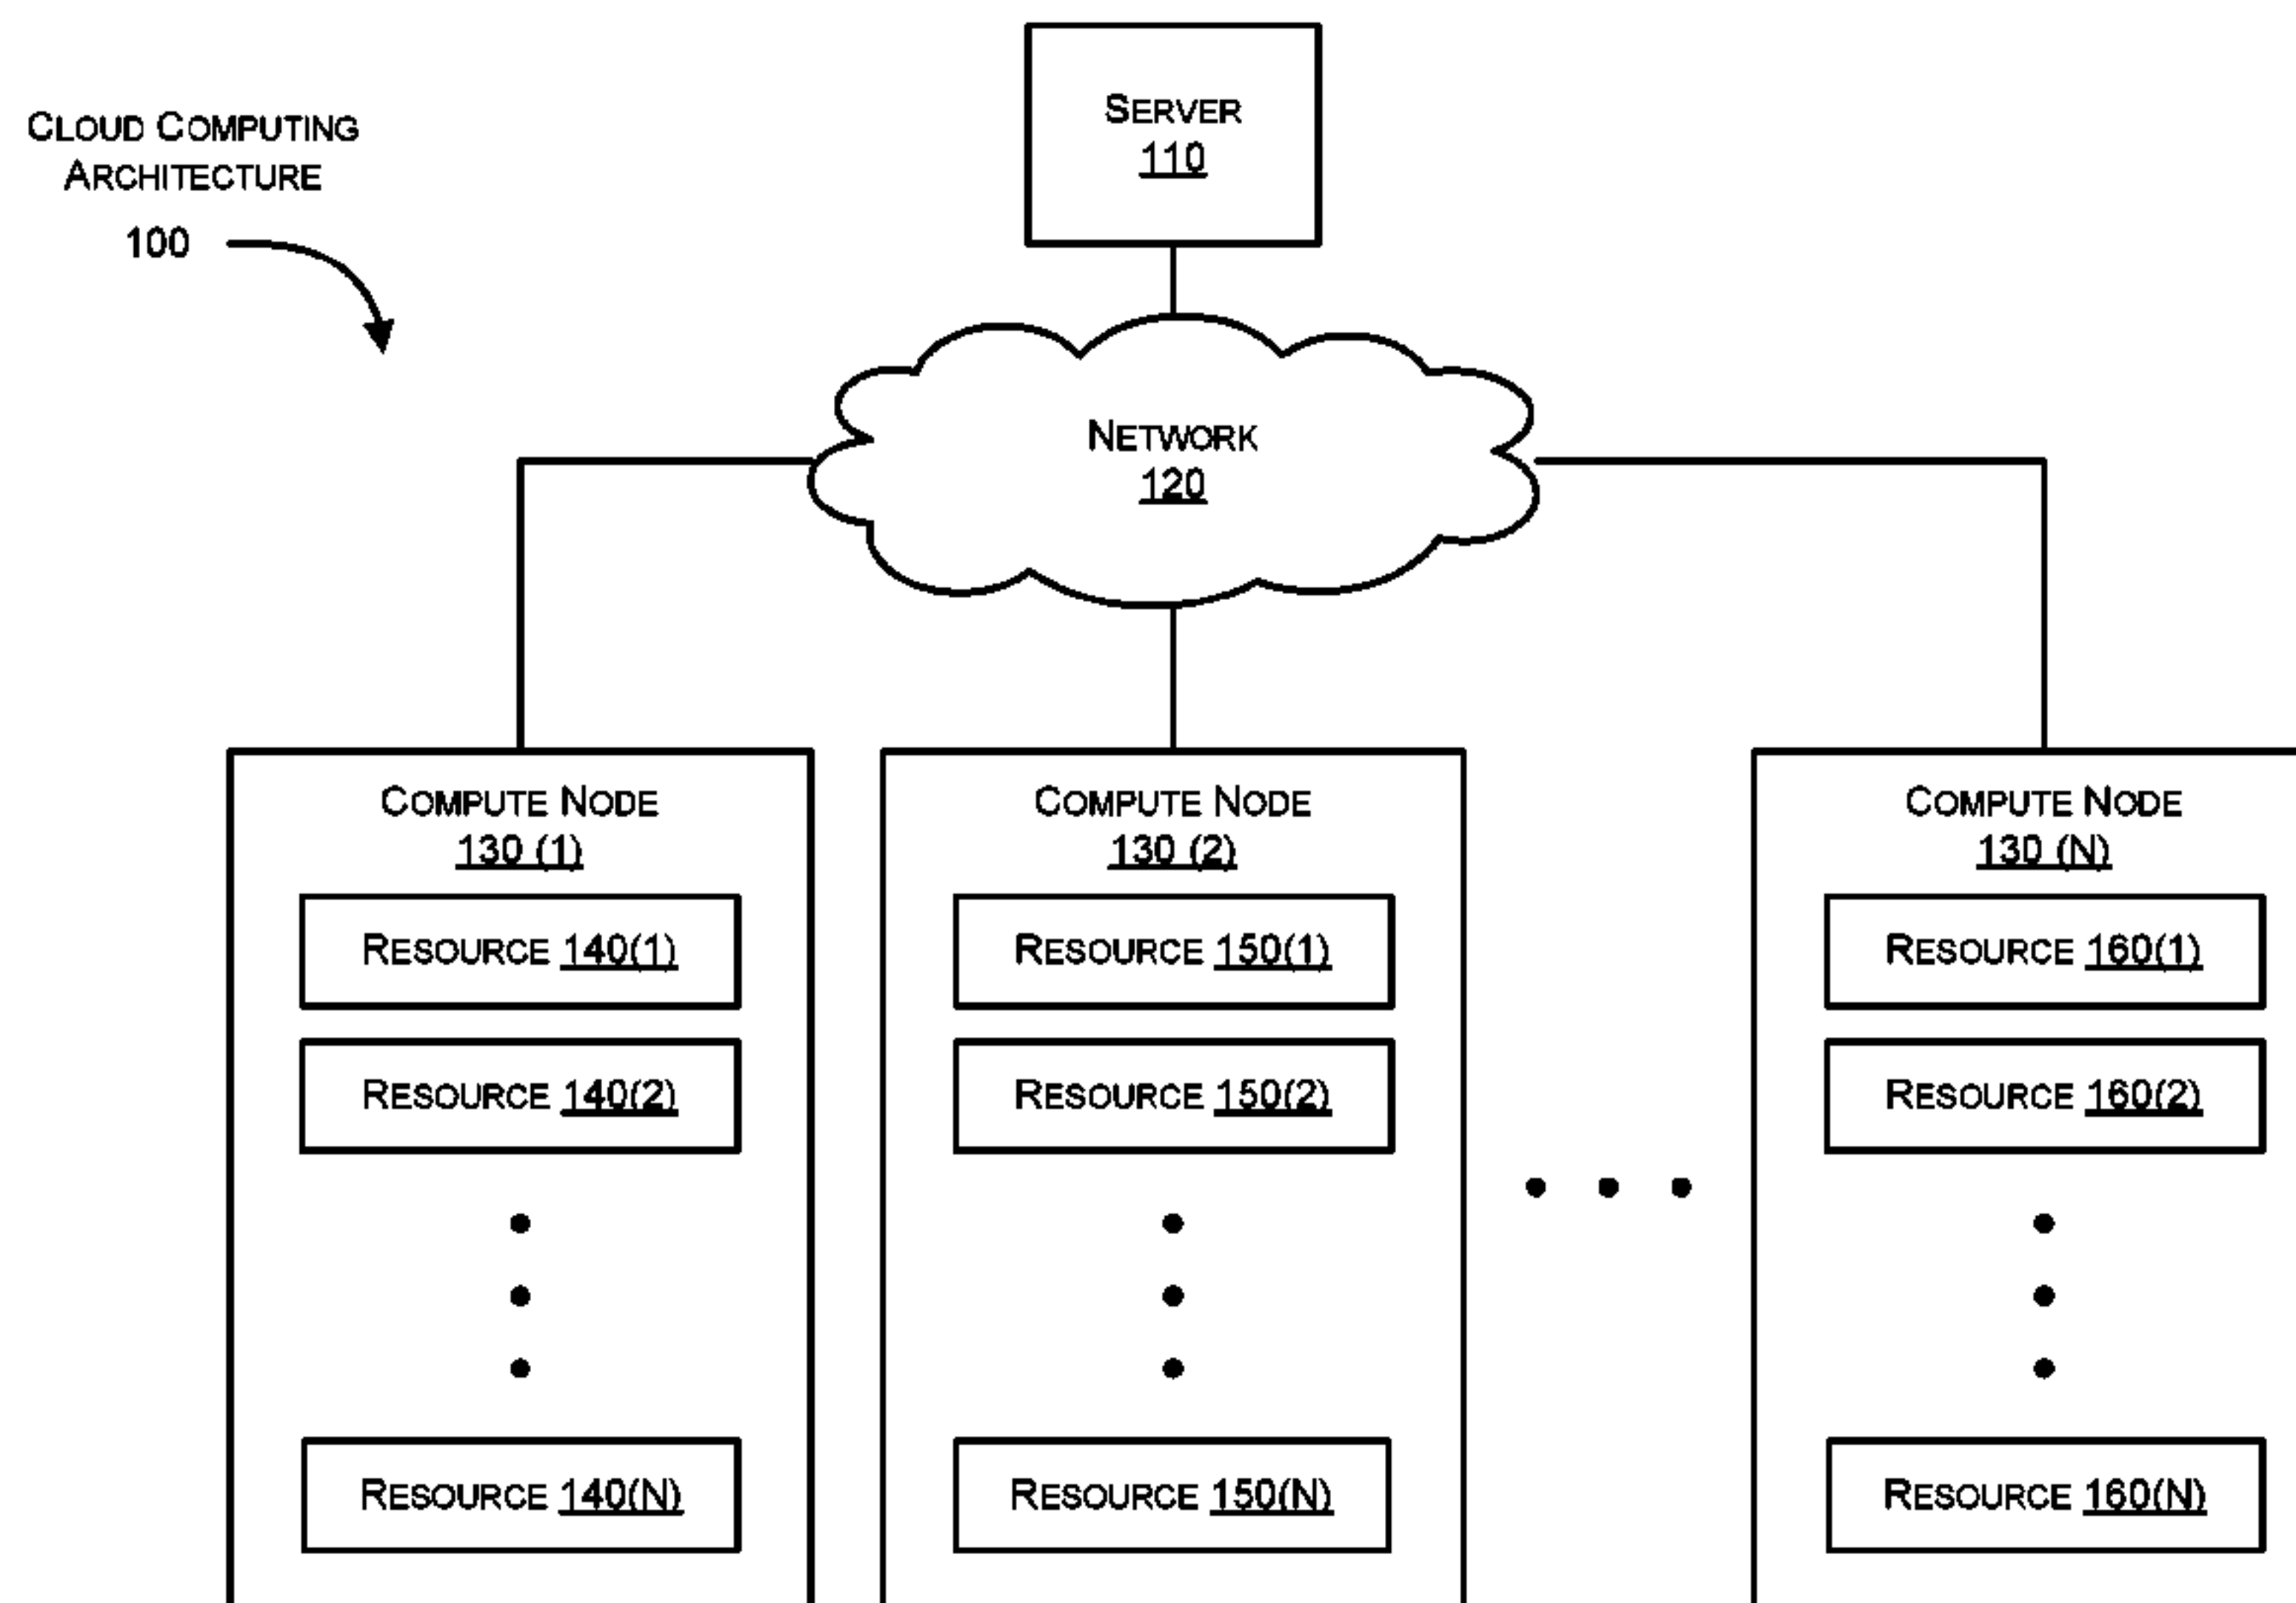 CLOUD COMPUTING
ARCHITECTURE
100
SERVER
110
NETWORK
120
COMPUTE NODE
130 (1)
RESOURCE 140(1)
RESOURCE 140(2)
RESOURCE 140(N)
COMPUTE NODE
130 (2)
RESOURCE 150(1)
RESOURCE 150(2)
RESOURCE 150(N)
COMPUTE NODE
130 (N)
RESOURCE 160(1)
RESOURCE 160(2)
RESOURCE 160(N)